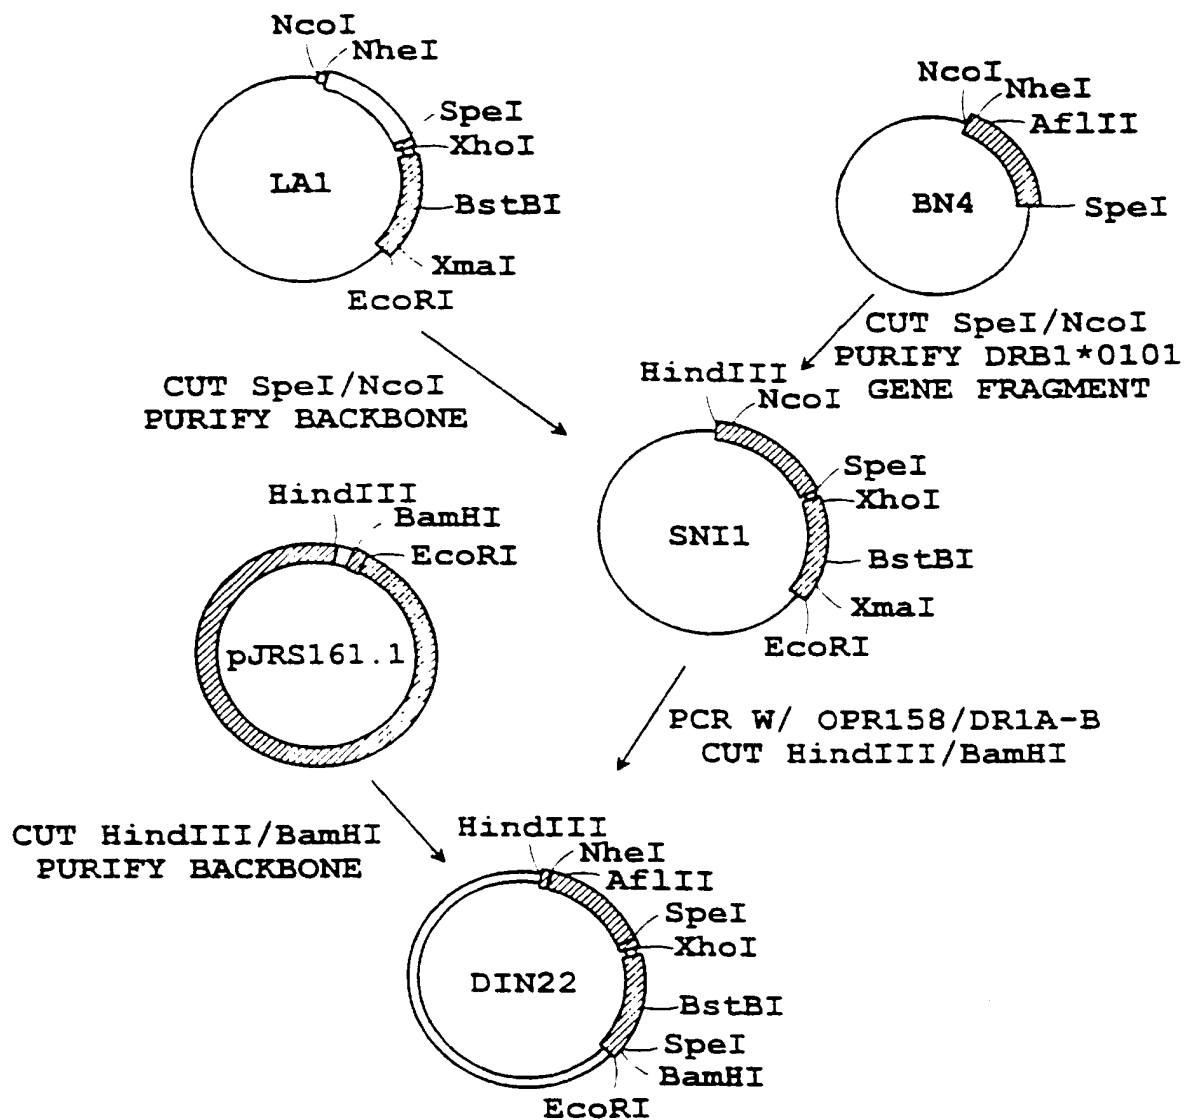 NcoI
NheI
SpeI
XhoI
LA1
BstBI
XmaI
EcoRI
NcoI
NheI
AflII
BN4
SpeI
CUT SpeI/NcoI
PURIFY BACKBONE
CUT SpeI/NcoI
PURIFY DRB1*0101
GENE FRAGMENT
HindIII
NcoI
SpeI
XhoI
SNI1
BstBI
XmaI
EcoRI
HindIII
BamHI
EcoRI
pJRS161.1
PCR W/ OPR158/DR1A-B
CUT HindIII/BamHI
CUT HindIII/BamHI
PURIFY BACKBONE
HindIII
NheI
AflII
SpeI
XhoI
DIN22
BstBI
SpeI
BamHI
EcoRI